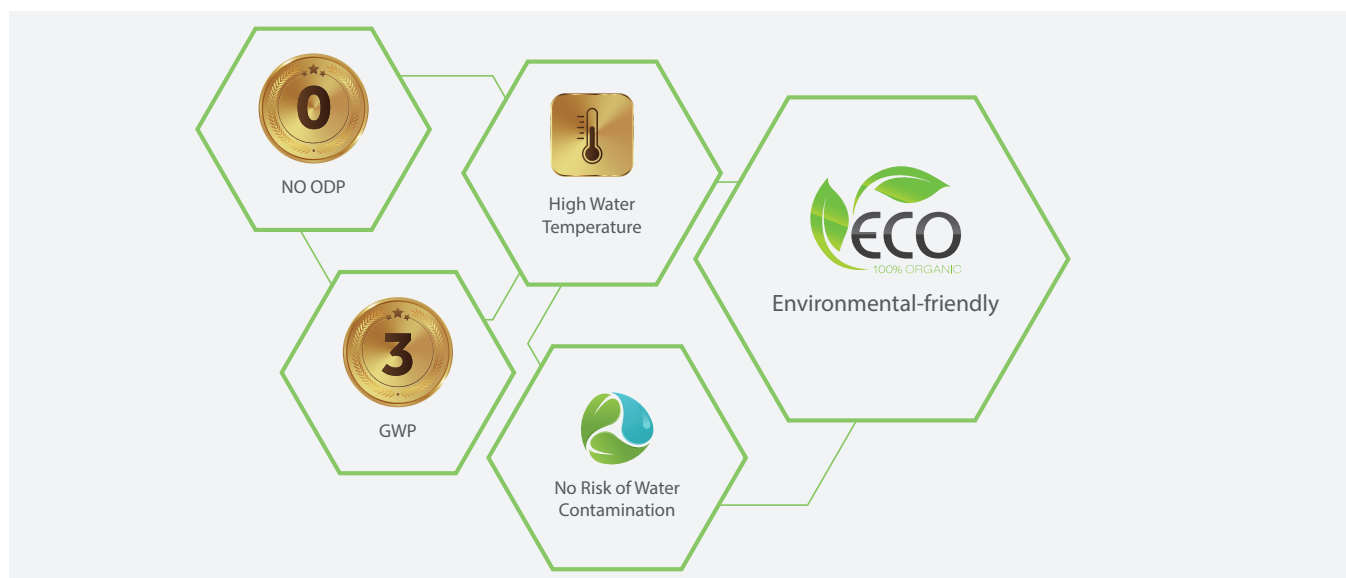 0
NO ODP
High Water
Temperature
ECO
100% ORGANIC
Environmental-friendly
3
GWP
No Risk of Water
Contamination